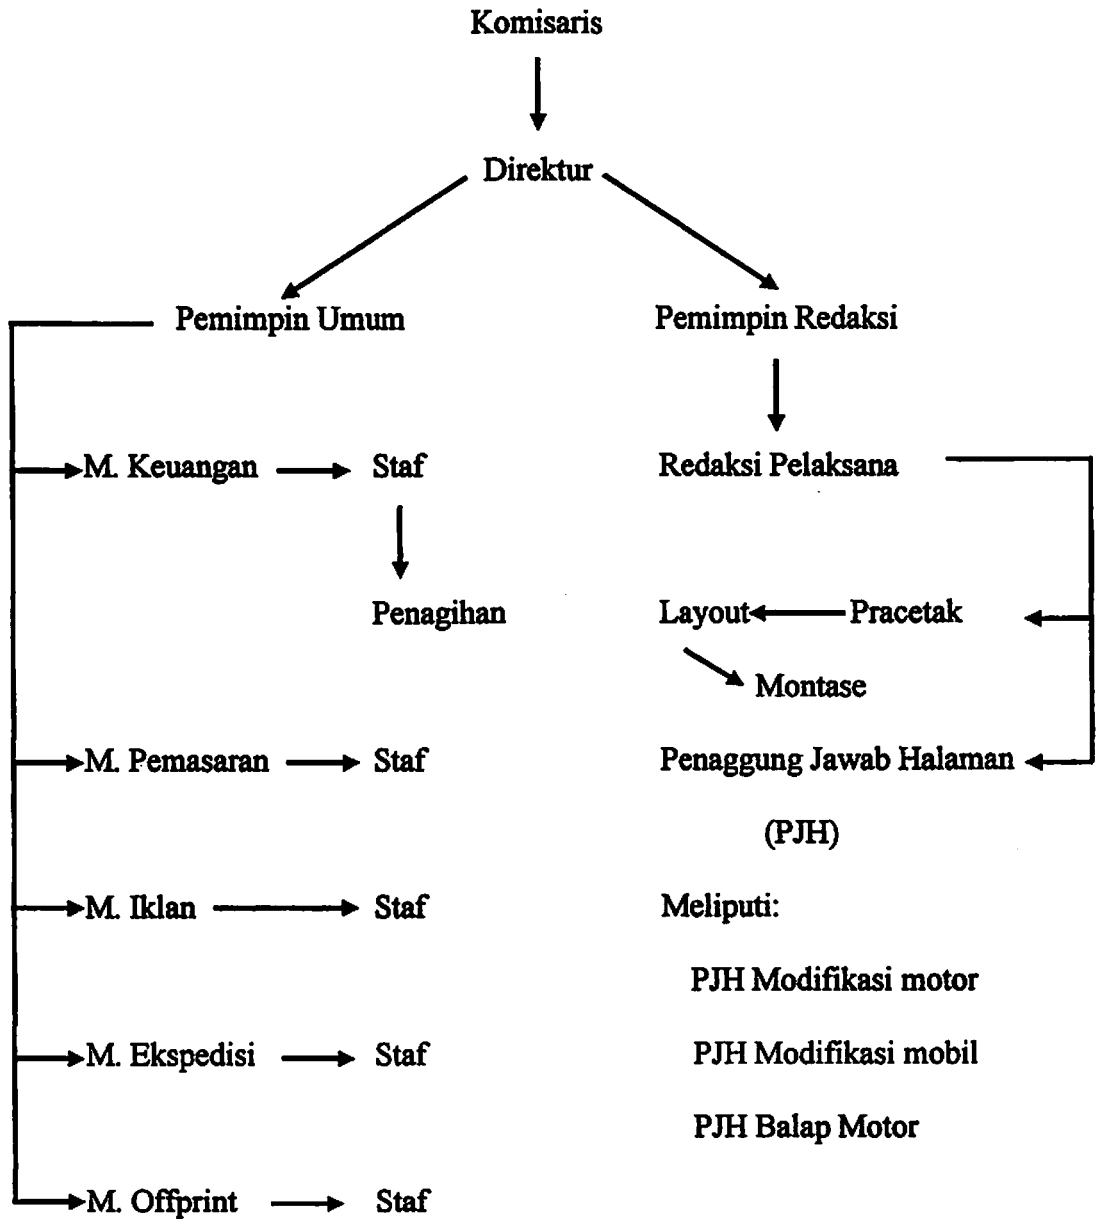 Komisaris
Direktur
Pemimpin Umum
Pemimpin Redaksi
M. Keuangan
Staf
Redaksi Pelaksana
Penagihan
Layout
Pracetak
Montase
M. Pemasaran
Staf
Penaggung Jawab Halaman
(PJH)
M. Iklan
Staf
Meliputi:
PJH Modifikasi motor
M. Ekspedisi
Staf
PJH Modifikasi mobil
PJH Balap Motor
M. Offprint
Staf